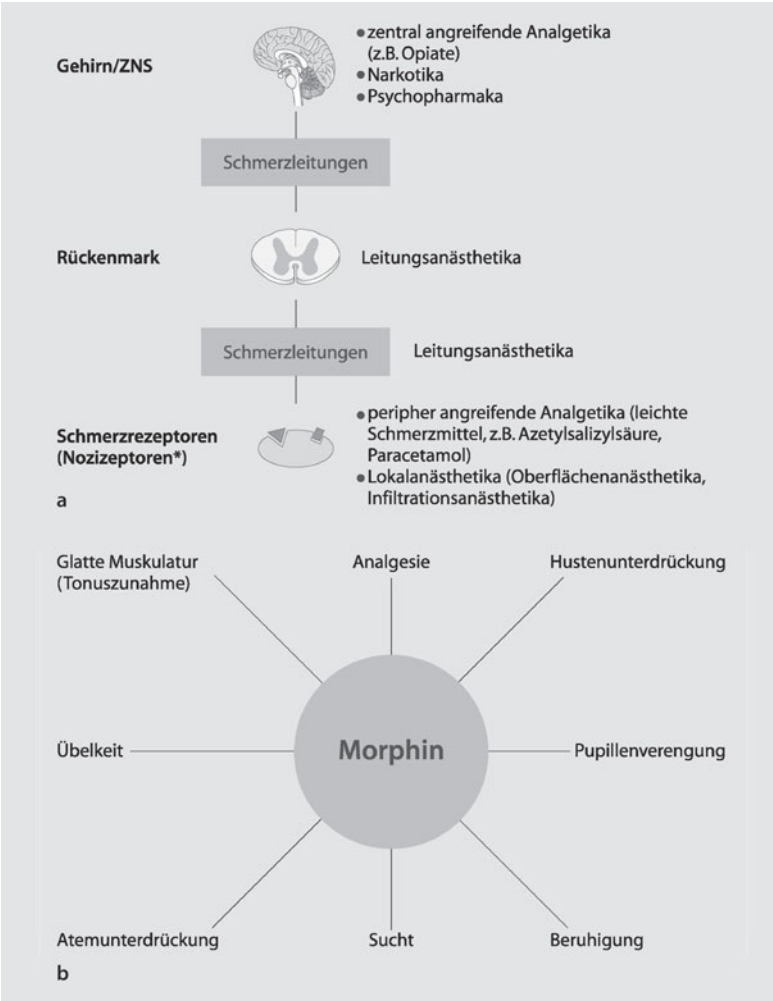 Gehirn/ZNS
• zentral angreifende Analgetika
(z.B. Opiate)
• Narkotika
• Psychopharmaka
Schmerzleitungen
Rückenmark
Leitungsanästhetika
Schmerzleitungen
Leitungsanästhetika
Schmerzrezeptoren
(Nozizeptoren*)
• peripher angreifende Analgetika (leichte
Schmerzmittel, z.B. Azetylsalizylsäure,
Paracetamol)
• Lokalanästhetika (Oberflächenanästhetika,
Infiltrationsanästhetika)
a
Glatte Muskulatur
(Tonuszunahme)
Analgesie
Hustenunterdrückung
Übelkeit
Morphin
Pupillenverengung
Atemunterdrückung
Sucht
Beruhigung
b